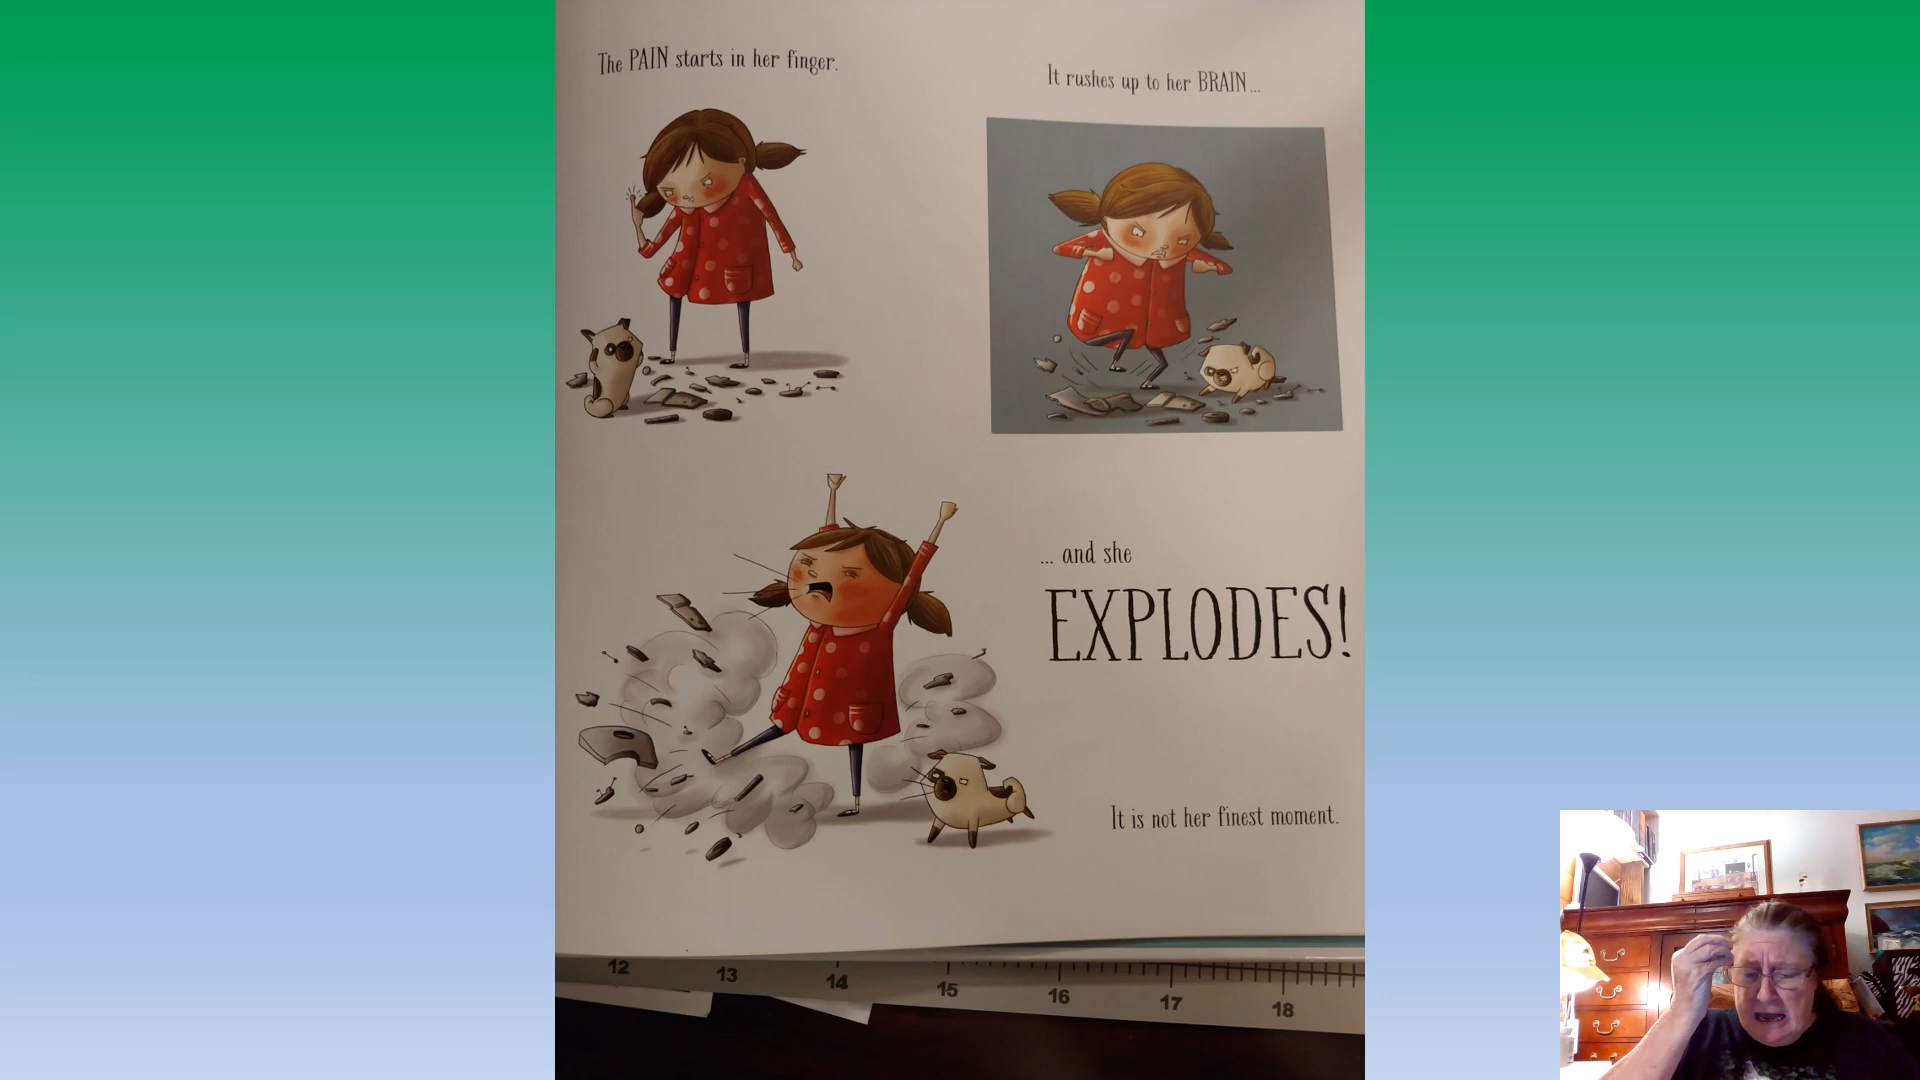 The PAIN starts in her finger.
It rushes up to her BRAIN...
... and she
EXPLODES!
It is not her finest moment.
12 13 14 15 16 17 18